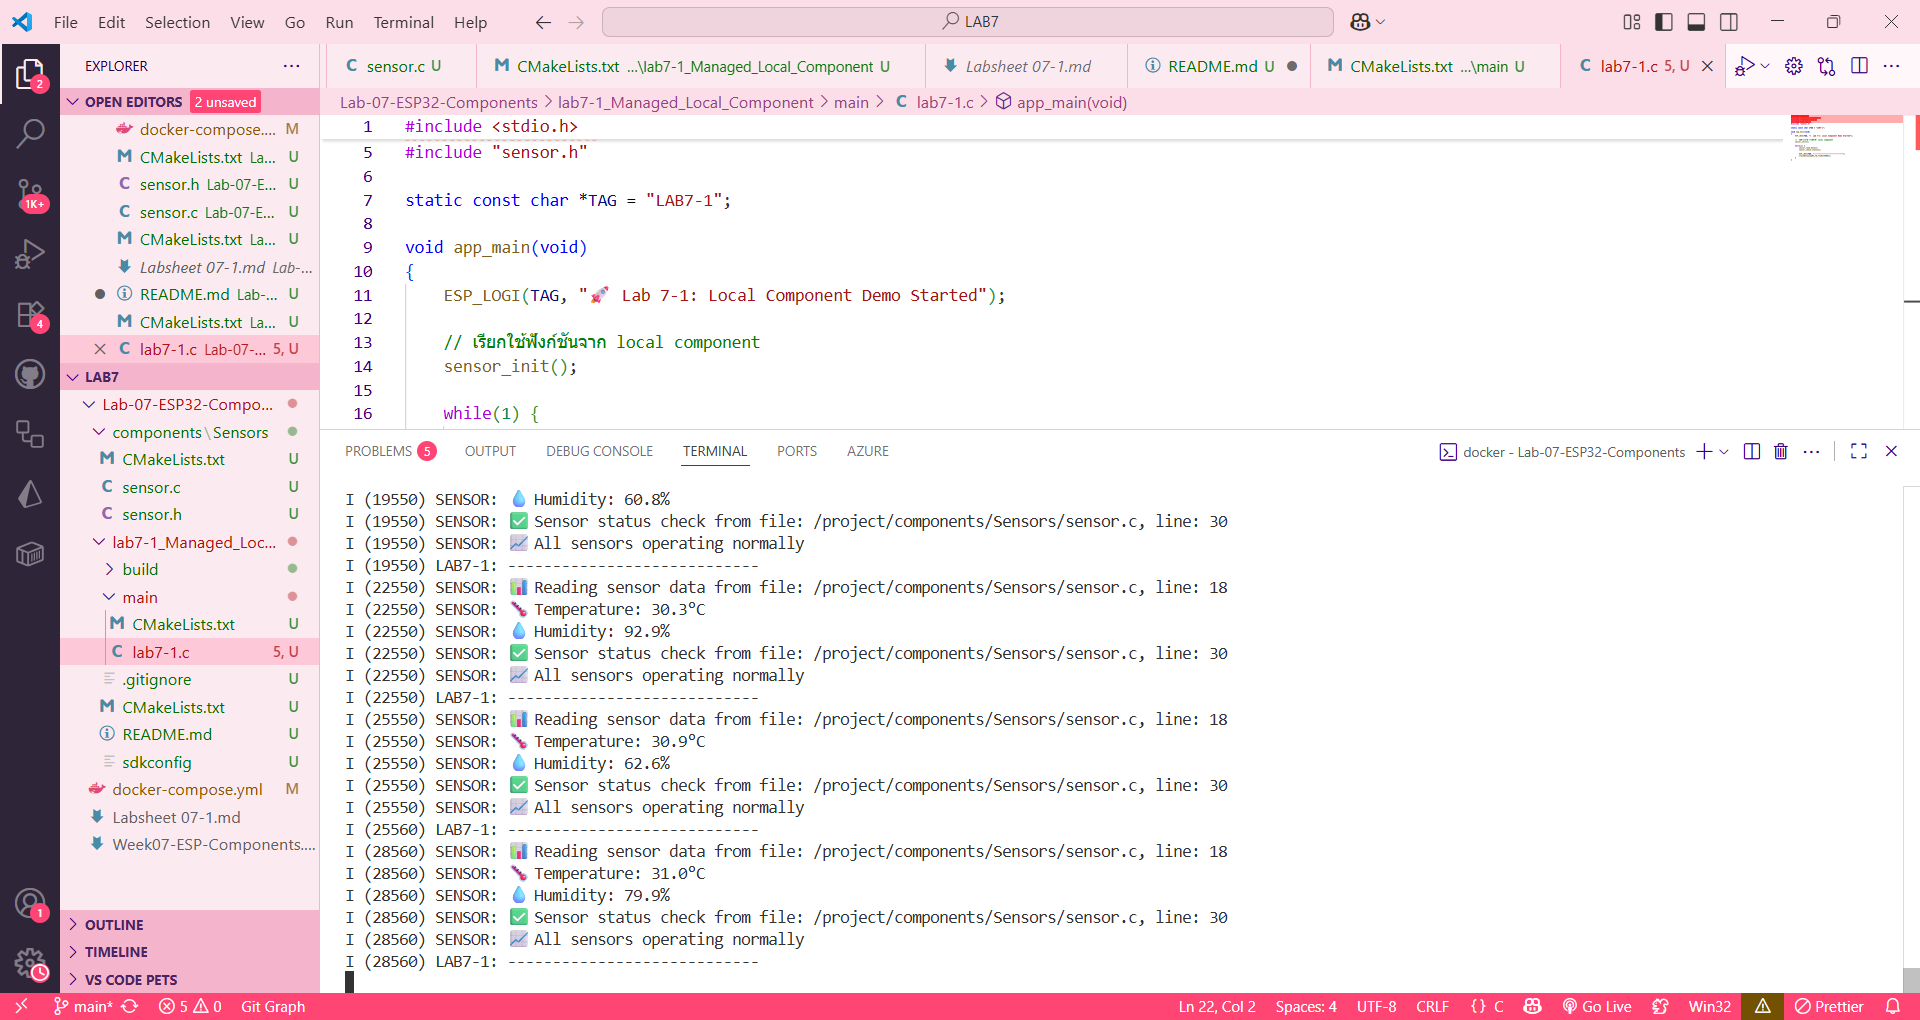 File Edit Selection View Go Run Terminal Help
LAB7
EXPLORER
OPEN EDITORS 2 unsaved
docker-compose.... M
CMakeLists.txt La... U
sensor.h Lab-07-E... U
sensor.c Lab-07-E... U
CMakeLists.txt La... U
Labsheet 07-1.md Lab-...
README.md Lab-... U
CMakeLists.txt La... U
lab7-1.c Lab-07-... 5, U
LAB7
Lab-07-ESP32-Compo...
components\Sensors
CMakeLists.txt U
sensor.c U
sensor.h U
lab7-1_Managed_Loc...
build
main
CMakeLists.txt U
lab7-1.c 5, U
.gitignore U
CMakeLists.txt U
README.md U
sdkconfig U
docker-compose.yml M
Labsheet 07-1.md
Week07-ESP-Components....
OUTLINE
TIMELINE
VS CODE PETS
2
1K+
4
1
sensor.c U
CMakeLists.txt ...\lab7-1_Managed_Local_Component U
Labsheet 07-1.md
README.md U
CMakeLists.txt ...\main U
lab7-1.c 5, U
Lab-07-ESP32-Components > lab7-1_Managed_Local_Component > main > C lab7-1.c > app_main(void)
1 #include <stdio.h>
5 #include "sensor.h"
6
7 static const char *TAG = "LAB7-1";
8
9 void app_main(void)
10 {
11 ESP_LOGI(TAG, "🚀 Lab 7-1: Local Component Demo Started");
12
13 // เรียกใช้ฟังก์ชันจาก local component
14 sensor_init();
15
16 while(1) {
PROBLEMS 5 OUTPUT DEBUG CONSOLE TERMINAL PORTS AZURE
docker - Lab-07-ESP32-Components
I (19550) SENSOR: 💧 Humidity: 60.8%
I (19550) SENSOR: ✅ Sensor status check from file: /project/components/Sensors/sensor.c, line: 30
I (19550) SENSOR: 📈 All sensors operating normally
I (19550) LAB7-1: ----------------------------
I (22550) SENSOR: 📊 Reading sensor data from file: /project/components/Sensors/sensor.c, line: 18
I (22550) SENSOR: 🌡️ Temperature: 30.3°C
I (22550) SENSOR: 💧 Humidity: 92.9%
I (22550) SENSOR: ✅ Sensor status check from file: /project/components/Sensors/sensor.c, line: 30
I (22550) SENSOR: 📈 All sensors operating normally
I (22550) LAB7-1: ----------------------------
I (25550) SENSOR: 📊 Reading sensor data from file: /project/components/Sensors/sensor.c, line: 18
I (25550) SENSOR: 🌡️ Temperature: 30.9°C
I (25550) SENSOR: 💧 Humidity: 62.6%
I (25550) SENSOR: ✅ Sensor status check from file: /project/components/Sensors/sensor.c, line: 30
I (25550) SENSOR: 📈 All sensors operating normally
I (25560) LAB7-1: ----------------------------
I (28560) SENSOR: 📊 Reading sensor data from file: /project/components/Sensors/sensor.c, line: 18
I (28560) SENSOR: 🌡️ Temperature: 31.0°C
I (28560) SENSOR: 💧 Humidity: 79.9%
I (28560) SENSOR: ✅ Sensor status check from file: /project/components/Sensors/sensor.c, line: 30
I (28560) SENSOR: 📈 All sensors operating normally
I (28560) LAB7-1: ----------------------------
main* 5 0 Git Graph Ln 22, Col 2 Spaces: 4 UTF-8 CRLF {} C Go Live Win32 Prettier